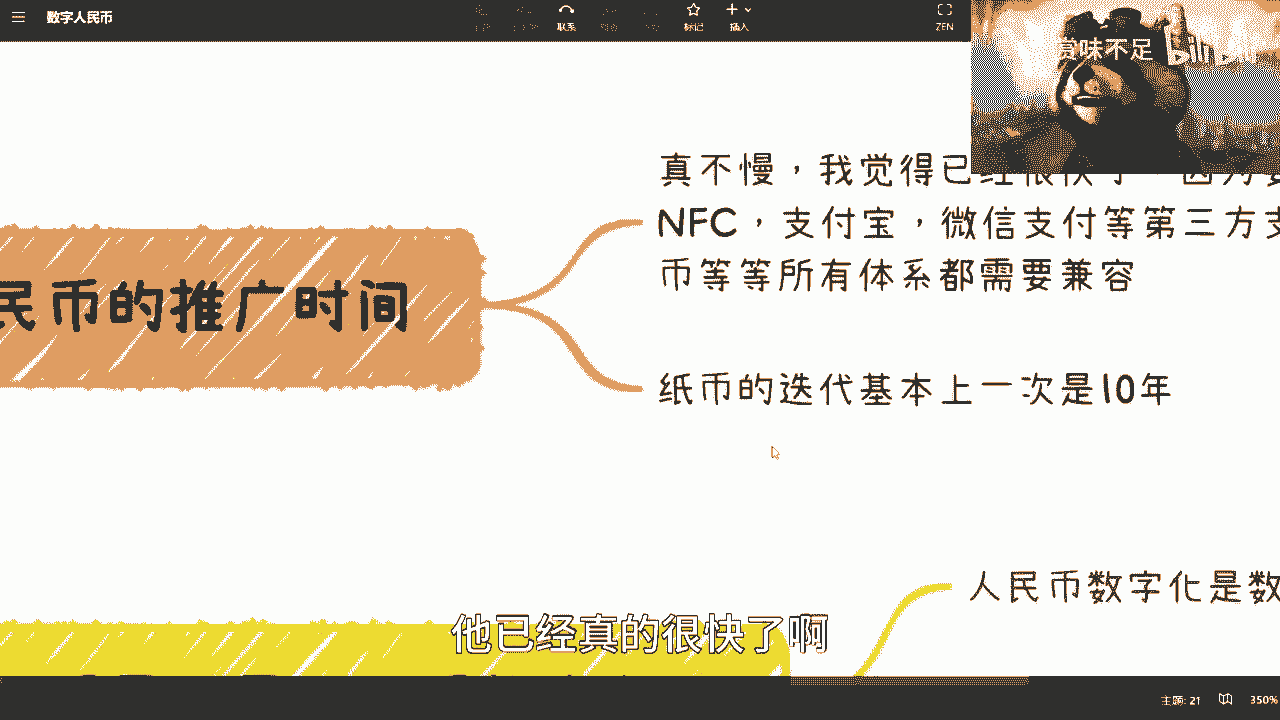 数字人民币
联系
标记
插入
ZEN
赏味不足 bilibili
真不慢，我觉得已经很快了，因为
NFC，支付宝，微信支付等第三方支
币等等所有体系都需要兼容
民币的推广时间
纸币的迭代基本上一次是10年
人民币数字化是数
他已经真的很快了啊
主题: 21
350%